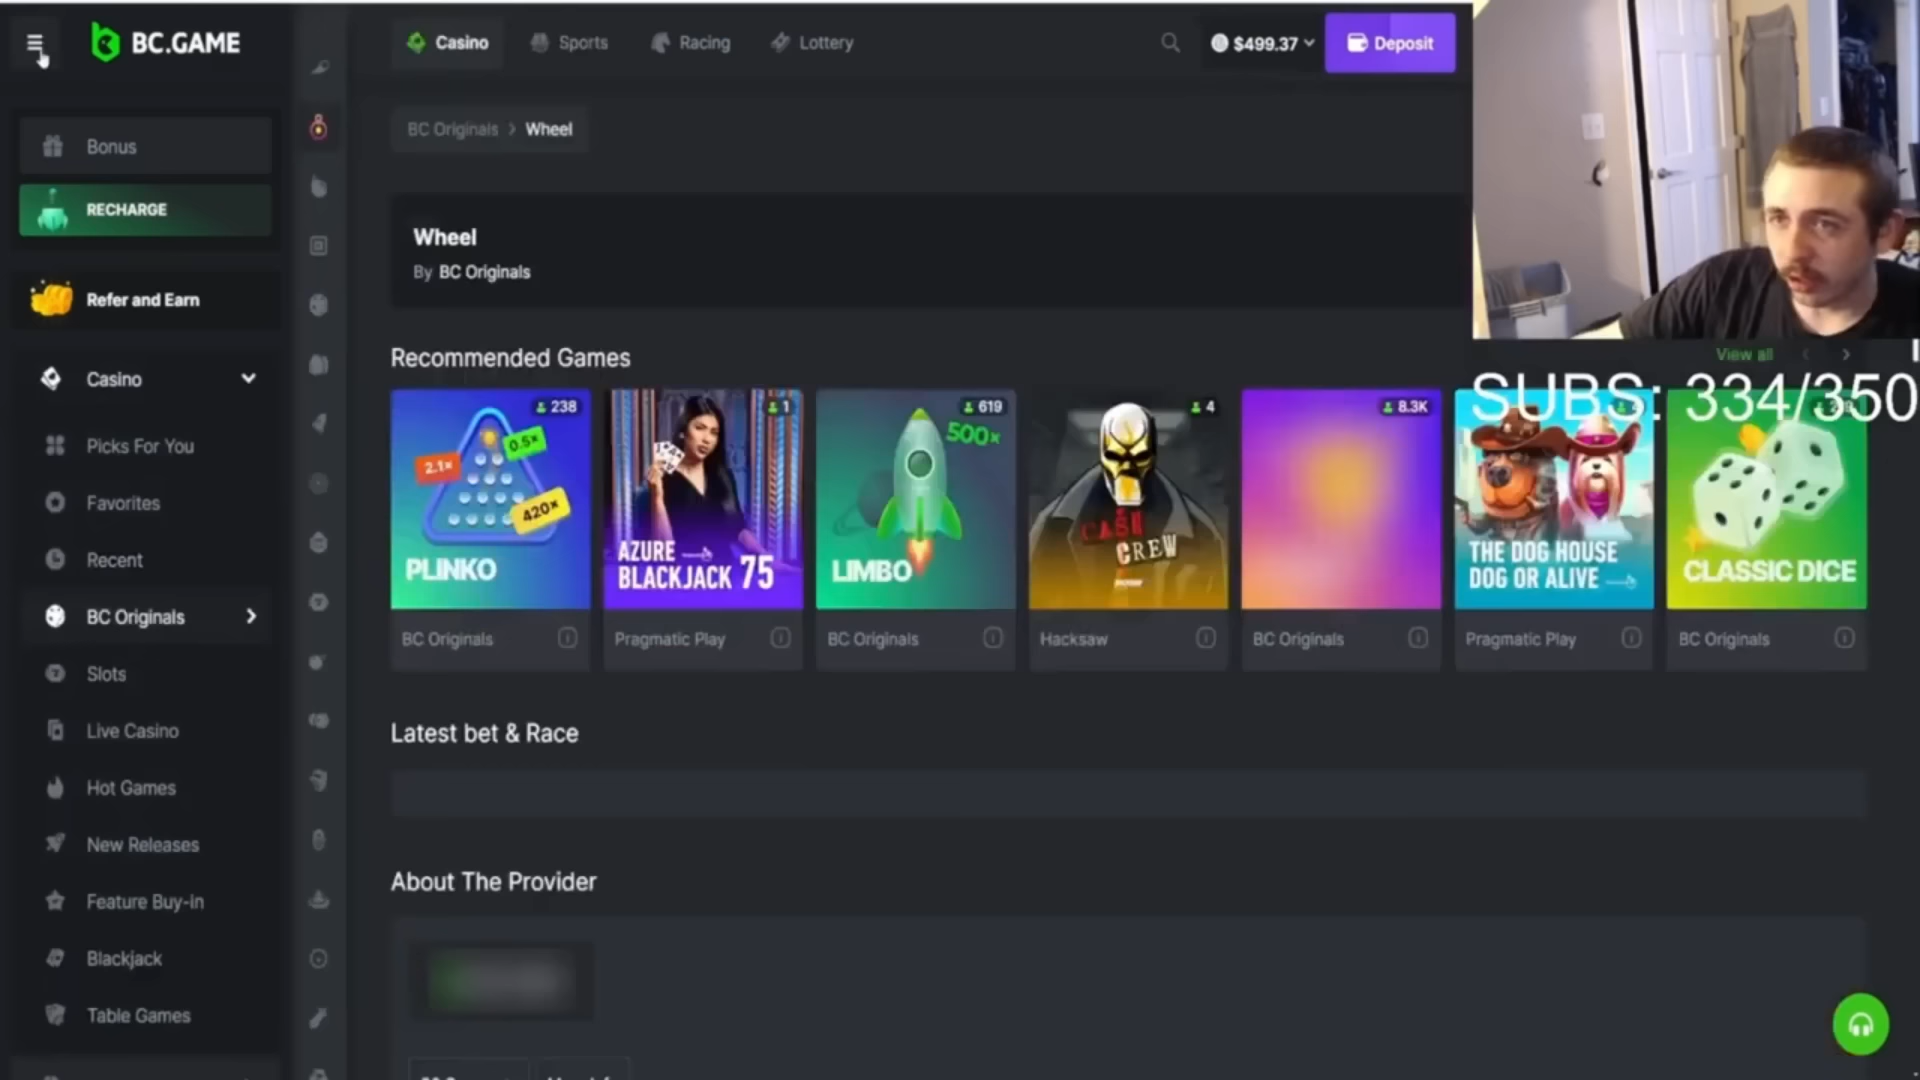 BC.GAME
Casino
Sports
Racing
Lottery
$499.37
Deposit
Bonus
RECHARGE
Refer and Earn
Casino
Picks For You
Favorites
Recent
BC Originals
Slots
Live Casino
Hot Games
New Releases
Feature Buy-in
Blackjack
Table Games
BC Originals > Wheel
Wheel
By BC Originals
Recommended Games
View all
SUBS: 334/350
238
2.1×
0.5×
420×
PLINKO
BC Originals
1
AZURE
BLACKJACK 75
Pragmatic Play
619
500×
LIMBO
BC Originals
4
CASH
CREW
Hacksaw
8.3K
BC Originals
THE DOG HOUSE
DOG OR ALIVE
Pragmatic Play
CLASSIC DICE
BC Originals
Latest bet & Race
About The Provider